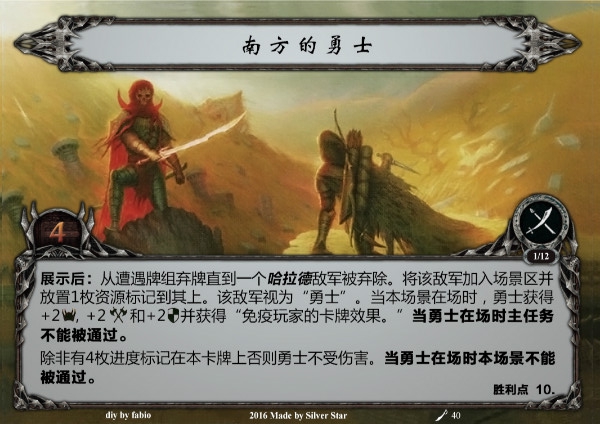 南方的勇士
4
1/12
展示后：从遭遇牌组弃牌直到一个哈拉德敌军被弃除。将该敌军加入场景区并
放置1枚资源标记到其上。该敌军视为“勇士”。当本场景在场时，勇士获得
+2，+2和+2并获得“免疫玩家的卡牌效果。”当勇士在场时主任务
不能被通过。
除非有4枚进度标记在本卡牌上否则勇士不受伤害。当勇士在场时本场景不能
被通过。
胜利点 10.
diy by fabio 2016 Made by Silver Star 40